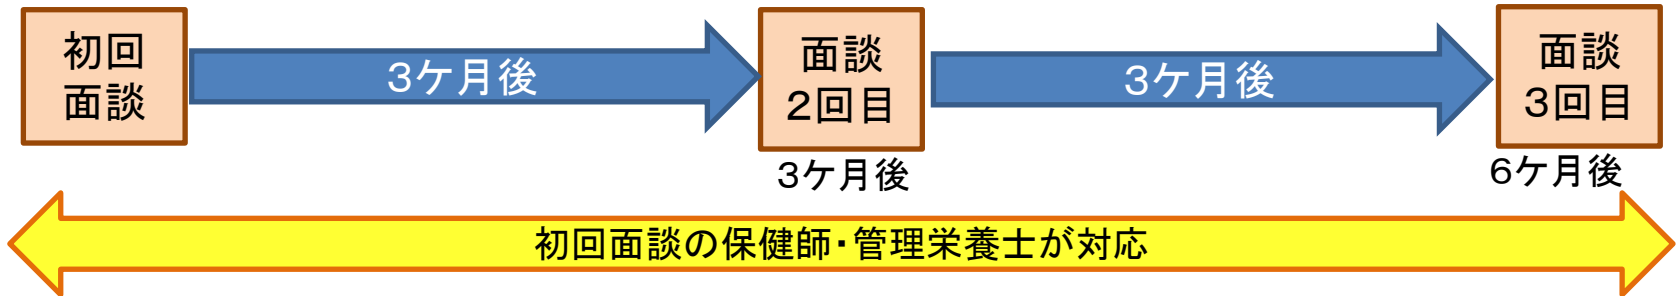 初回
面談
3ケ月後
面談
2回目
3ケ月後
3ケ月後
面談
3回目
6ケ月後
初回面談の保健師・管理栄養士が対応